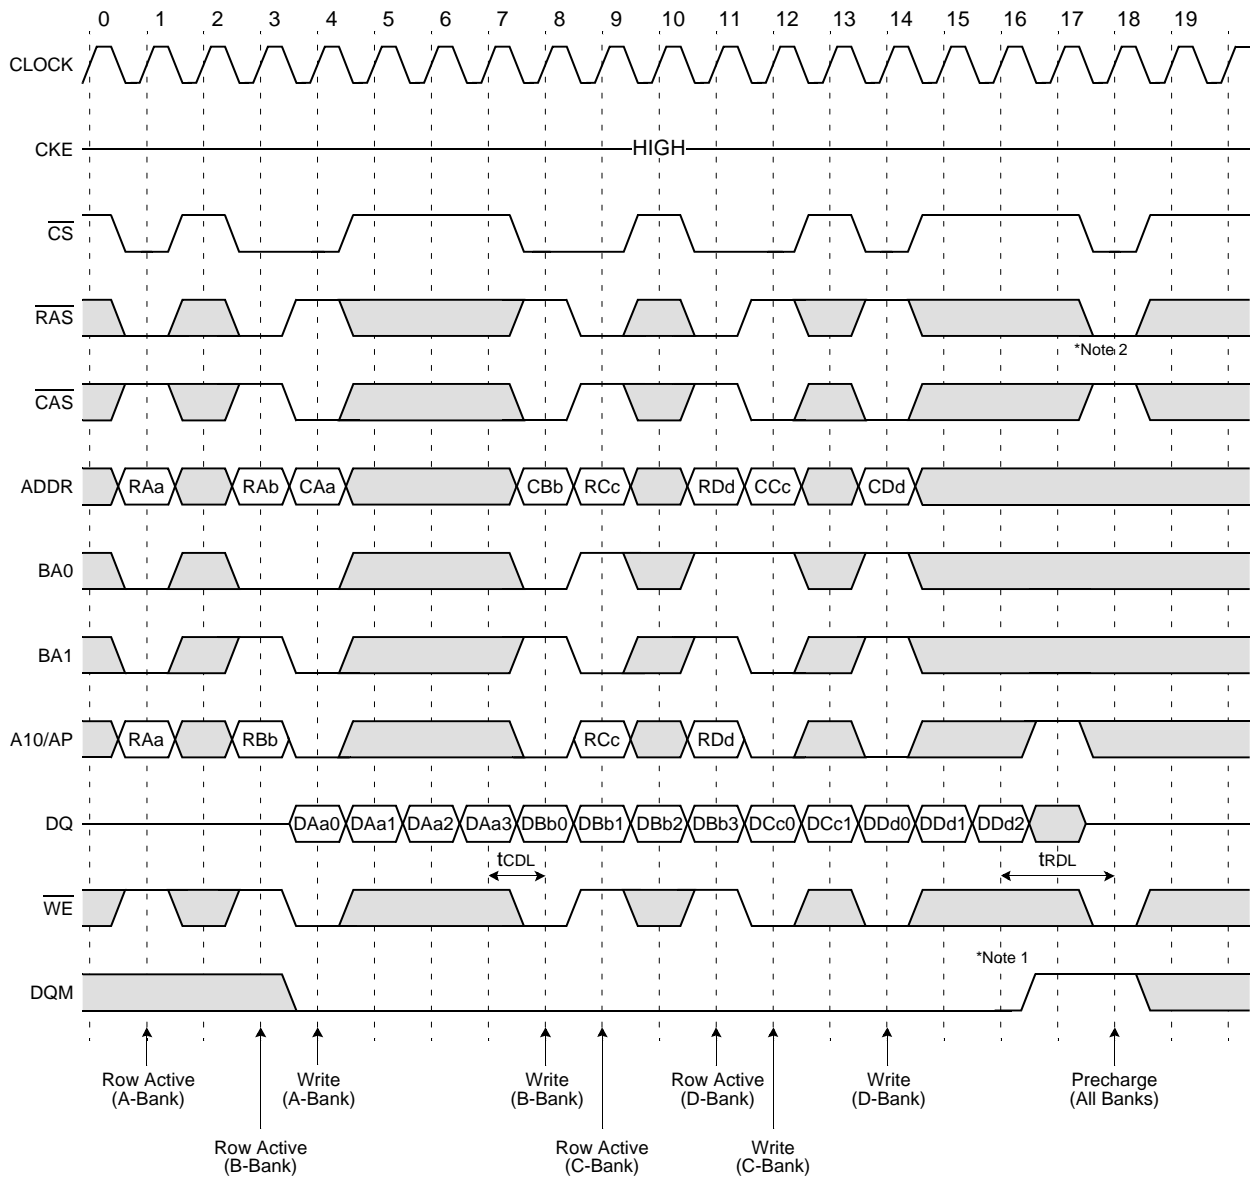 0 1 2 3 4 5 6 7 8 9 10 11 12 13 14 15 16 17 18 19
CLOCK
CKE HIGH
CS
RAS
*Note 2
CAS
ADDR RAa RAb CAa CBb RCc RDd CCc CDd
BA0
BA1
A10/AP RAa RBb RCc RDd
DQ DAa0 DAa1 DAa2 DAa3 DBb0 DBb1 DBb2 DBb3 DCc0 DCc1 DDd0 DDd1 DDd2
tCDL tRDL
WE
*Note 1
DQM
Row Active
(A-Bank)
Write
(A-Bank)
Write
(B-Bank)
Row Active
(D-Bank)
Write
(D-Bank)
Precharge
(All Banks)
Row Active
(B-Bank)
Row Active
(C-Bank)
Write
(C-Bank)